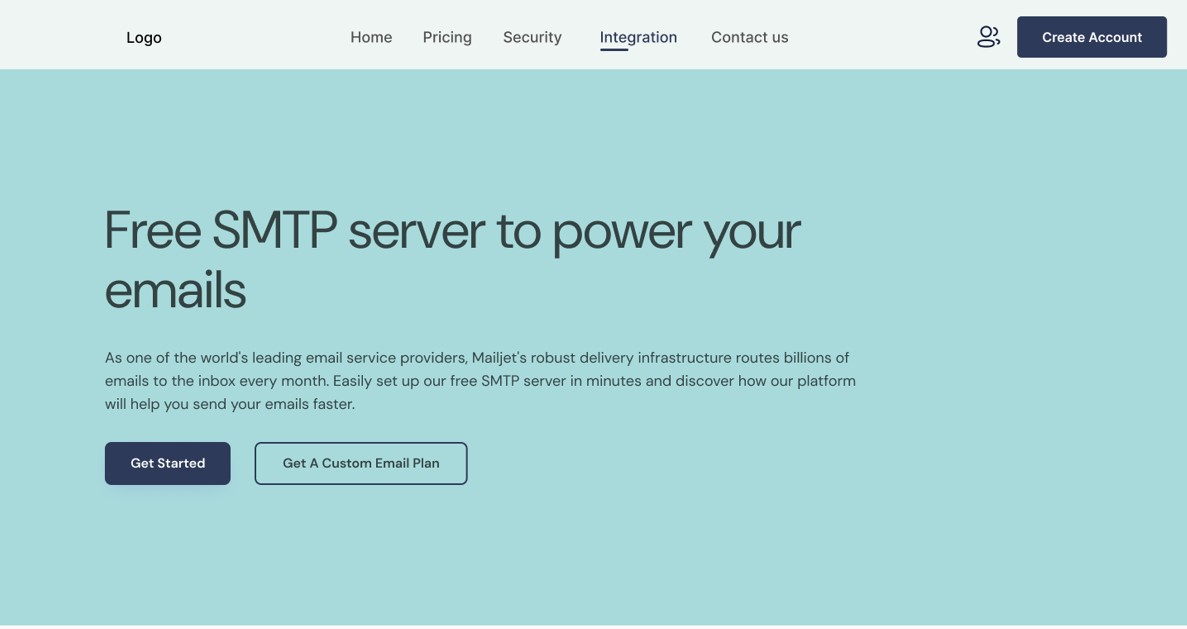 Logo
Home
Pricing
Security
Integration
Contact us
Create Account
Free SMTP server to power your
emails
As one of the world's leading email service providers, Mailjet's robust delivery infrastructure routes billions of
emails to the inbox every month. Easily set up our free SMTP server in minutes and discover how our platform
will help you send your emails faster.
Get Started
Get A Custom Email Plan